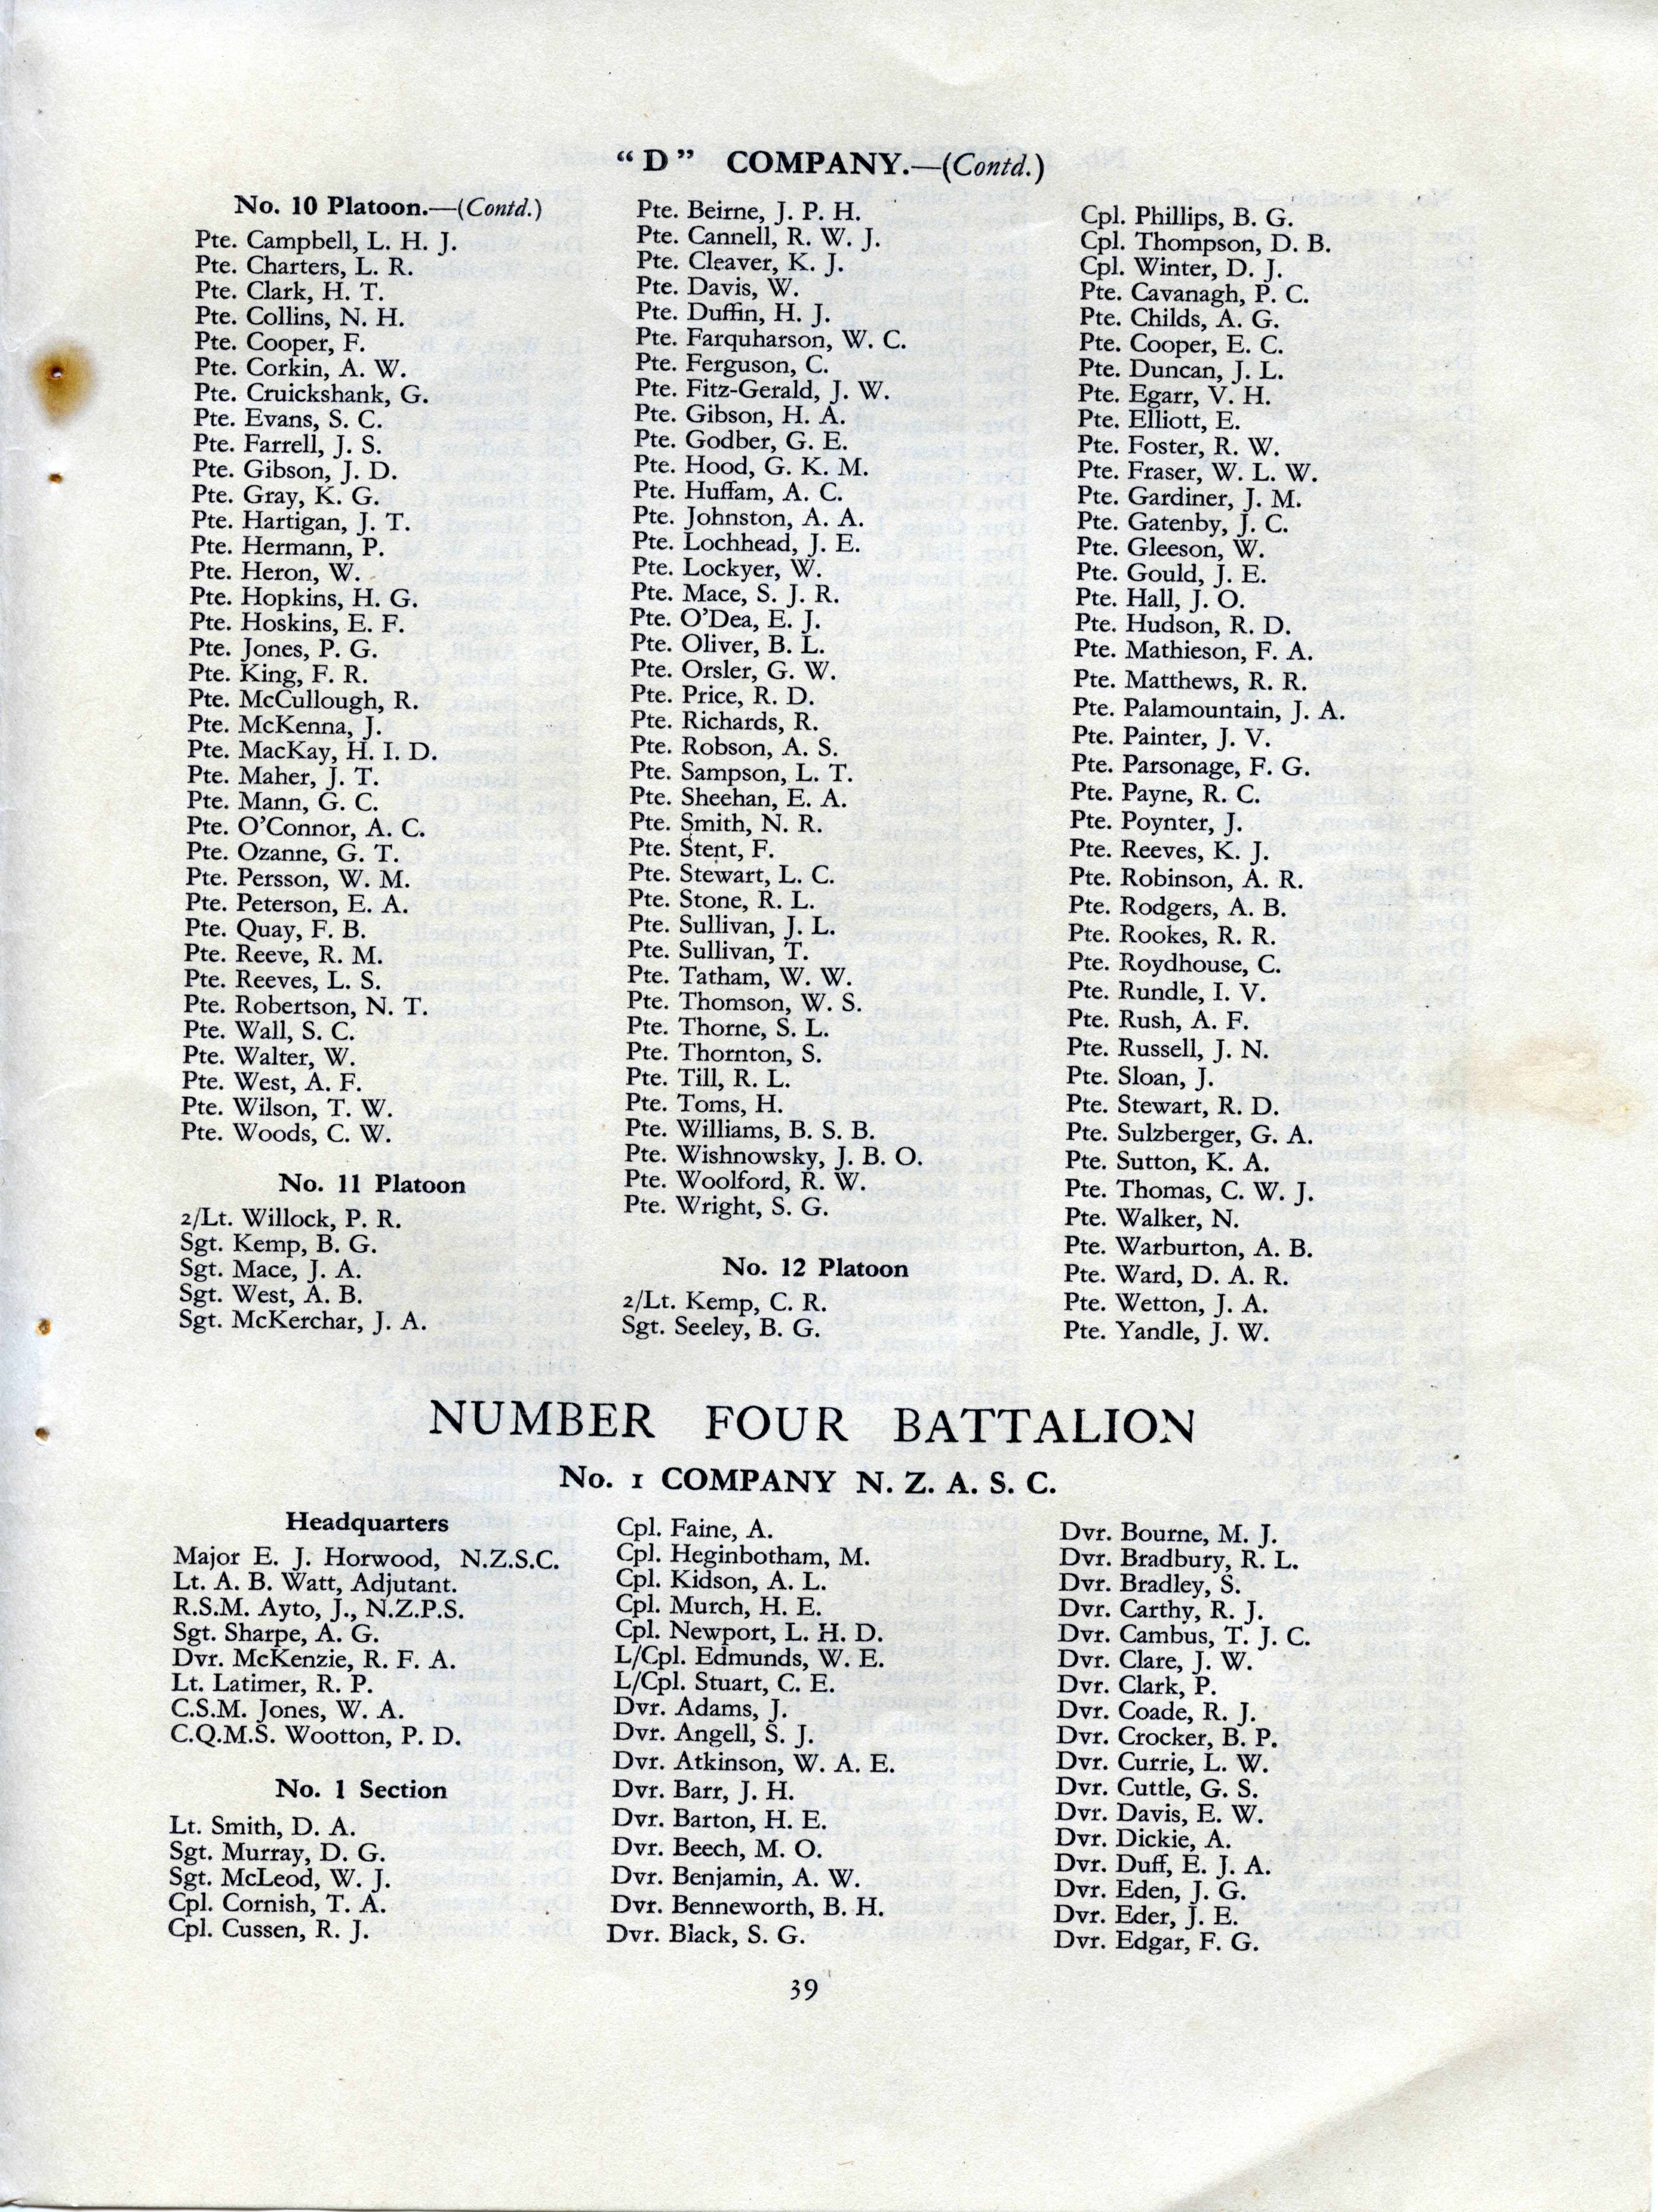 “ D ” COMPANY.—(Contd.)
No. 10 Platoon.—(Contd.)
Pte. Campbell, L. H. J.
Pte. Charters, L. R.
Pte. Clark, H. T.
Pte. Collins, N. H.
Pte. Cooper, F.
Pte. Corkin, A. W.
Pte. Cruickshank, G.
Pte. Evans, S. C.
Pte. Farrell, J. S.
Pte. Gibson, J. D.
Pte. Gray, K. G.
Pte. Hartigan, J. T.
Pte. Hermann, P.
Pte. Heron, W.
Pte. Hopkins, H. G.
Pte. Hoskins, E. F.
Pte. Jones, P. G.
Pte. King, F. R.
Pte. McCullough, R.
Pte. McKenna, J.
Pte. MacKay, H. I. D.
Pte. Maher, J. T.
Pte. Mann, G. C.
Pte. O’Connor, A. C.
Pte. Ozanne, G. T.
Pte. Persson, W. M.
Pte. Peterson, E. A.
Pte. Quay, F. B.
Pte. Reeve, R. M.
Pte. Reeves, L. S.
Pte. Robertson, N. T.
Pte. Wall, S. C.
Pte. Walter, W.
Pte. West, A. F.
Pte. Wilson, T. W.
Pte. Woods, C. W.
No. 11 Platoon
2/Lt. Willock, P. R.
Sgt. Kemp, B. G.
Sgt. Mace, J. A.
Sgt. West, A. B.
Sgt. McKerchar, J. A.
Pte. Beirne, J. P. H.
Pte. Cannell, R. W. J.
Pte. Cleaver, K. J.
Pte. Davis, W.
Pte. Duffin, H. J.
Pte. Farquharson, W. C.
Pte. Ferguson, C.
Pte. Fitz-Gerald, J. W.
Pte. Gibson, H. A.
Pte. Godber, G. E.
Pte. Hood, G. K. M.
Pte. Huffam, A. C.
Pte. Johnston, A. A.
Pte. Lochhead, J. E.
Pte. Lockyer, W.
Pte. Mace, S. J. R.
Pte. O’Dea, E. J.
Pte. Oliver, B. L.
Pte. Orsler, G. W.
Pte. Price, R. D.
Pte. Richards, R.
Pte. Robson, A. S.
Pte. Sampson, L. T.
Pte. Sheehan, E. A.
Pte. Smith, N. R.
Pte. Stent, F.
Pte. Stewart, L. C.
Pte. Stone, R. L.
Pte. Sullivan, J. L.
Pte. Sullivan, T.
Pte. Tatham, W. W.
Pte. Thomson, W. S.
Pte. Thorne, S. L.
Pte. Thornton, S.
Pte. Till, R. L.
Pte. Toms, H.
Pte. Williams, B. S. B.
Pte. Wishnowsky, J. B. O.
Pte. Woolford, R. W.
Pte. Wright, S. G.
No. 12 Platoon
2/Lt. Kemp, C. R.
Sgt. Seeley, B. G.
Cpl. Phillips, B. G.
Cpl. Thompson, D. B.
Cpl. Winter, D. J.
Pte. Cavanagh, P. C.
Pte. Childs, A. G.
Pte. Cooper, E. C.
Pte. Duncan, J. L.
Pte. Egarr, V. H.
Pte. Elliott, E.
Pte. Foster, R. W.
Pte. Fraser, W. L. W.
Pte. Gardiner, J. M.
Pte. Gatenby, J. C.
Pte. Gleeson, W.
Pte. Gould, J. E.
Pte. Hall, J. O.
Pte. Hudson, R. D.
Pte. Mathieson, F. A.
Pte. Matthews, R. R.
Pte. Palamountain, J. A.
Pte. Painter, J. V.
Pte. Parsonage, F. G.
Pte. Payne, R. C.
Pte. Poynter, J.
Pte. Reeves, K. J.
Pte. Robinson, A. R.
Pte. Rodgers, A. B.
Pte. Rookes, R. R.
Pte. Roydhouse, C.
Pte. Rundle, I. V.
Pte. Rush, A. F.
Pte. Russell, J. N.
Pte. Sloan, J.
Pte. Stewart, R. D.
Pte. Sulzberger, G. A.
Pte. Sutton, K. A.
Pte. Thomas, C. W. J.
Pte. Walker, N.
Pte. Warburton, A. B.
Pte. Ward, D. A. R.
Pte. Wetton, J. A.
Pte. Yandle, J. W.
NUMBER FOUR BATTALION
No. 1 COMPANY N. Z. A. S. C.
Headquarters
Major E. J. Horwood, N.Z.S.C.
Lt. A. B. Watt, Adjutant.
R.S.M. Ayto, J., N.Z.P.S.
Sgt. Sharpe, A. G.
Dvr. McKenzie, R. F. A.
Lt. Latimer, R. P.
C.S.M. Jones, W. A.
C.Q.M.S. Wootton, P. D.
No. 1 Section
Lt. Smith, D. A.
Sgt. Murray, D. G.
Sgt. McLeod, W. J.
Cpl. Cornish, T. A.
Cpl. Cussen, R. J.
Cpl. Faine, A.
Cpl. Heginbotham, M.
Cpl. Kidson, A. L.
Cpl. Murch, H. E.
Cpl. Newport, L. H. D.
L/Cpl. Edmunds, W. E.
L/Cpl. Stuart, C. E.
Dvr. Adams, J.
Dvr. Angell, S. J.
Dvr. Atkinson, W. A. E.
Dvr. Barr, J. H.
Dvr. Barton, H. E.
Dvr. Beech, M. O.
Dvr. Benjamin, A. W.
Dvr. Benneworth, B. H.
Dvr. Black, S. G.
Dvr. Bourne, M. J.
Dvr. Bradbury, R. L.
Dvr. Bradley, S.
Dvr. Carthy, R. J.
Dvr. Cambus, T. J. C.
Dvr. Clare, J. W.
Dvr. Clark, P.
Dvr. Coade, R. J.
Dvr. Crocker, B. P.
Dvr. Currie, L. W.
Dvr. Cuttle, G. S.
Dvr. Davis, E. W.
Dvr. Dickie, A.
Dvr. Duff, E. J. A.
Dvr. Eden, J. G.
Dvr. Eder, J. E.
Dvr. Edgar, F. G.
39